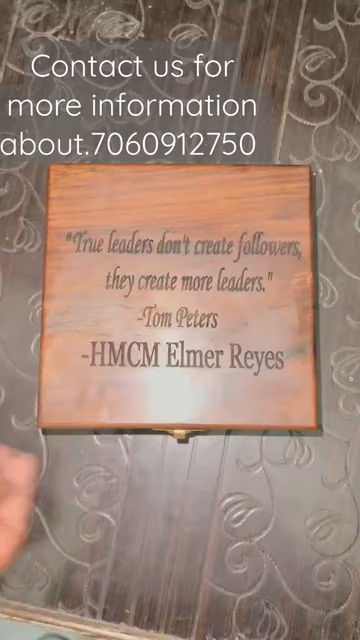 Contact us for
more information
about.7060912750
"True leaders don't create followers,
they create more leaders."
-Tom Peters
-HMCM Elmer Reyes